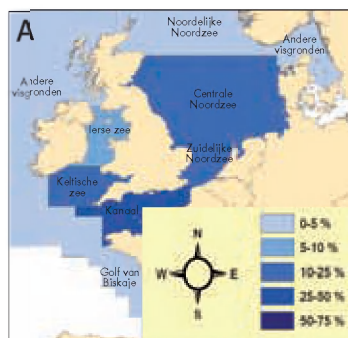 A
Noordelijke
Noordzee
Andere
visgronden
Andere
visgronden
Centrale
Noordzee
Ierse zee
Zuidelijke
Noordzee
Keltische
zee
Kanaal
Golf van
Biskaje
N
W
E
S
0-5 %
5-10 %
10-25 %
25-50 %
50-75 %